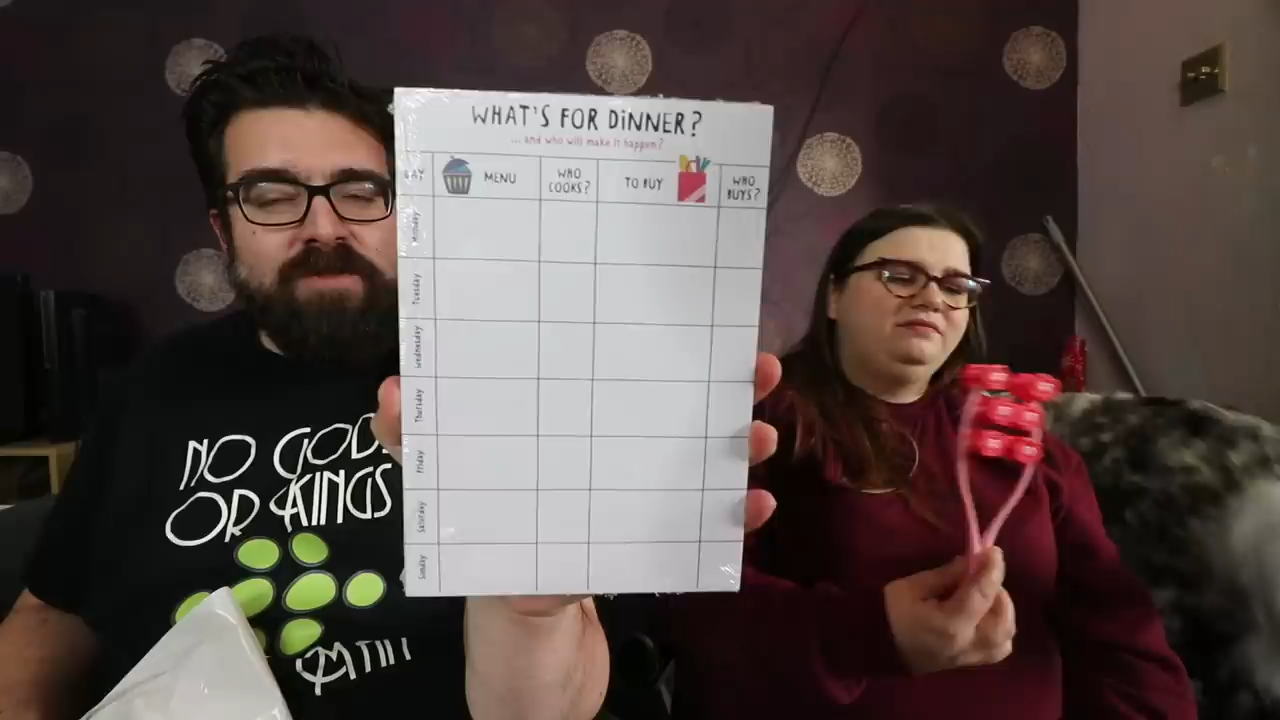 WHAT'S FOR DINNER?
...and who will make it happen?
DAY MENU WHO COOKS? TO BUY WHO BUYS?
Monday
Tuesday
Wednesday
Thursday
Friday
Saturday
Sunday
NO GODS
OR KINGS